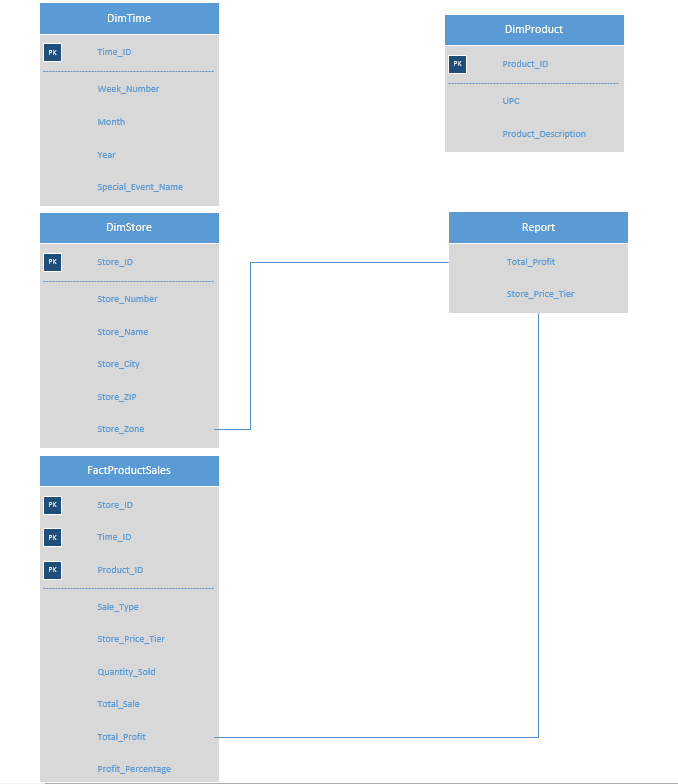 DimTime
PK Time_ID
Week_Number
Month
Year
Special_Event_Name
DimProduct
PK Product_ID
UPC
Product_Description
DimStore
PK Store_ID
Store_Number
Store_Name
Store_City
Store_ZIP
Store_Zone
Report
Total_Profit
Store_Price_Tier
FactProductSales
PK Store_ID
PK Time_ID
PK Product_ID
Sale_Type
Store_Price_Tier
Quantity_Sold
Total_Sale
Total_Profit
Profit_Percentage